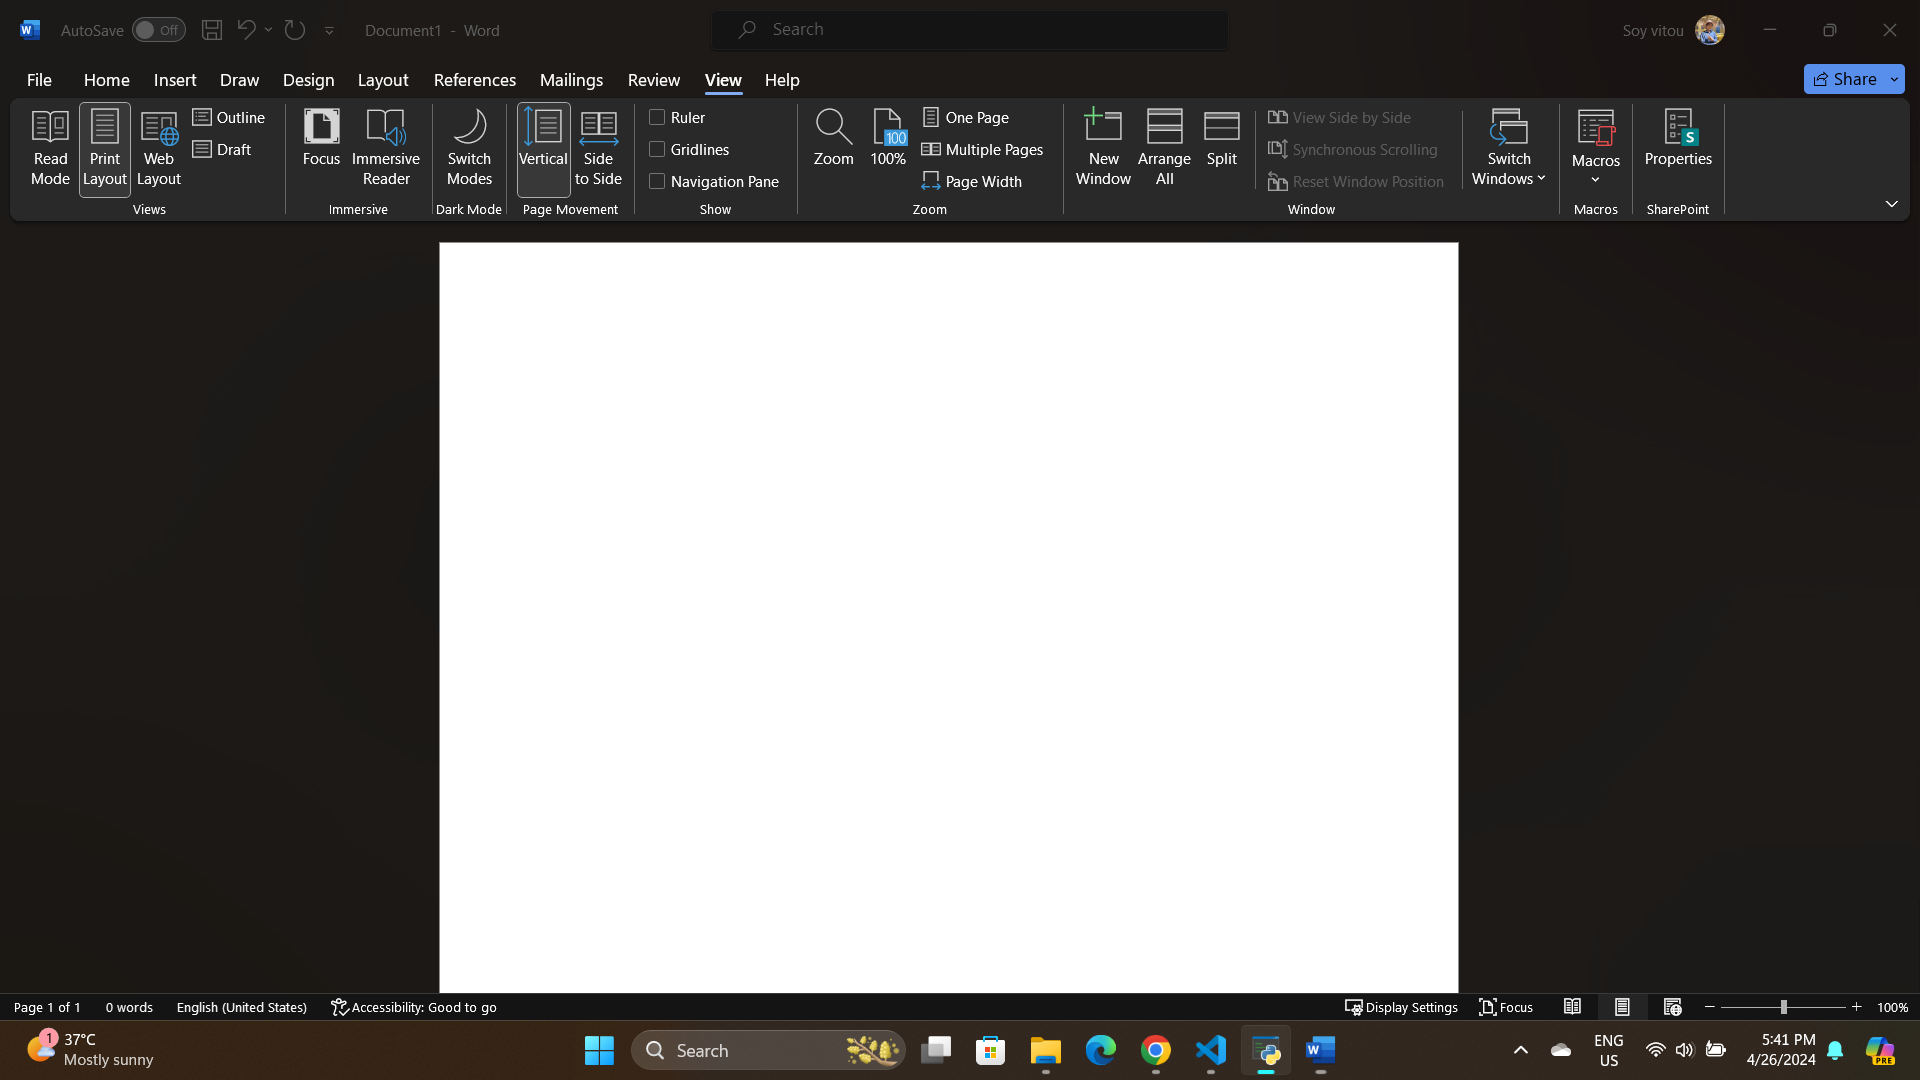 AutoSave Off Document1 - Word Search Soy vitou
File Home Insert Draw Design Layout References Mailings Review View Help Share
Read Mode
Print Layout
Web Layout
Outline
Draft
Views
Focus
Immersive Reader
Immersive
Switch Modes
Dark Mode
Vertical
Side to Side
Page Movement
Ruler
Gridlines
Navigation Pane
Show
Zoom
100
100%
One Page
Multiple Pages
Page Width
Zoom
New Window
Arrange All
Split
View Side by Side
Synchronous Scrolling
Reset Window Position
Switch Windows
Window
Macros
Macros
S
Properties
SharePoint
Page 1 of 1 0 words English (United States) Accessibility: Good to go Display Settings Focus 100%
1
37°C
Mostly sunny
Search
ENG
US
5:41 PM
4/26/2024
PRE